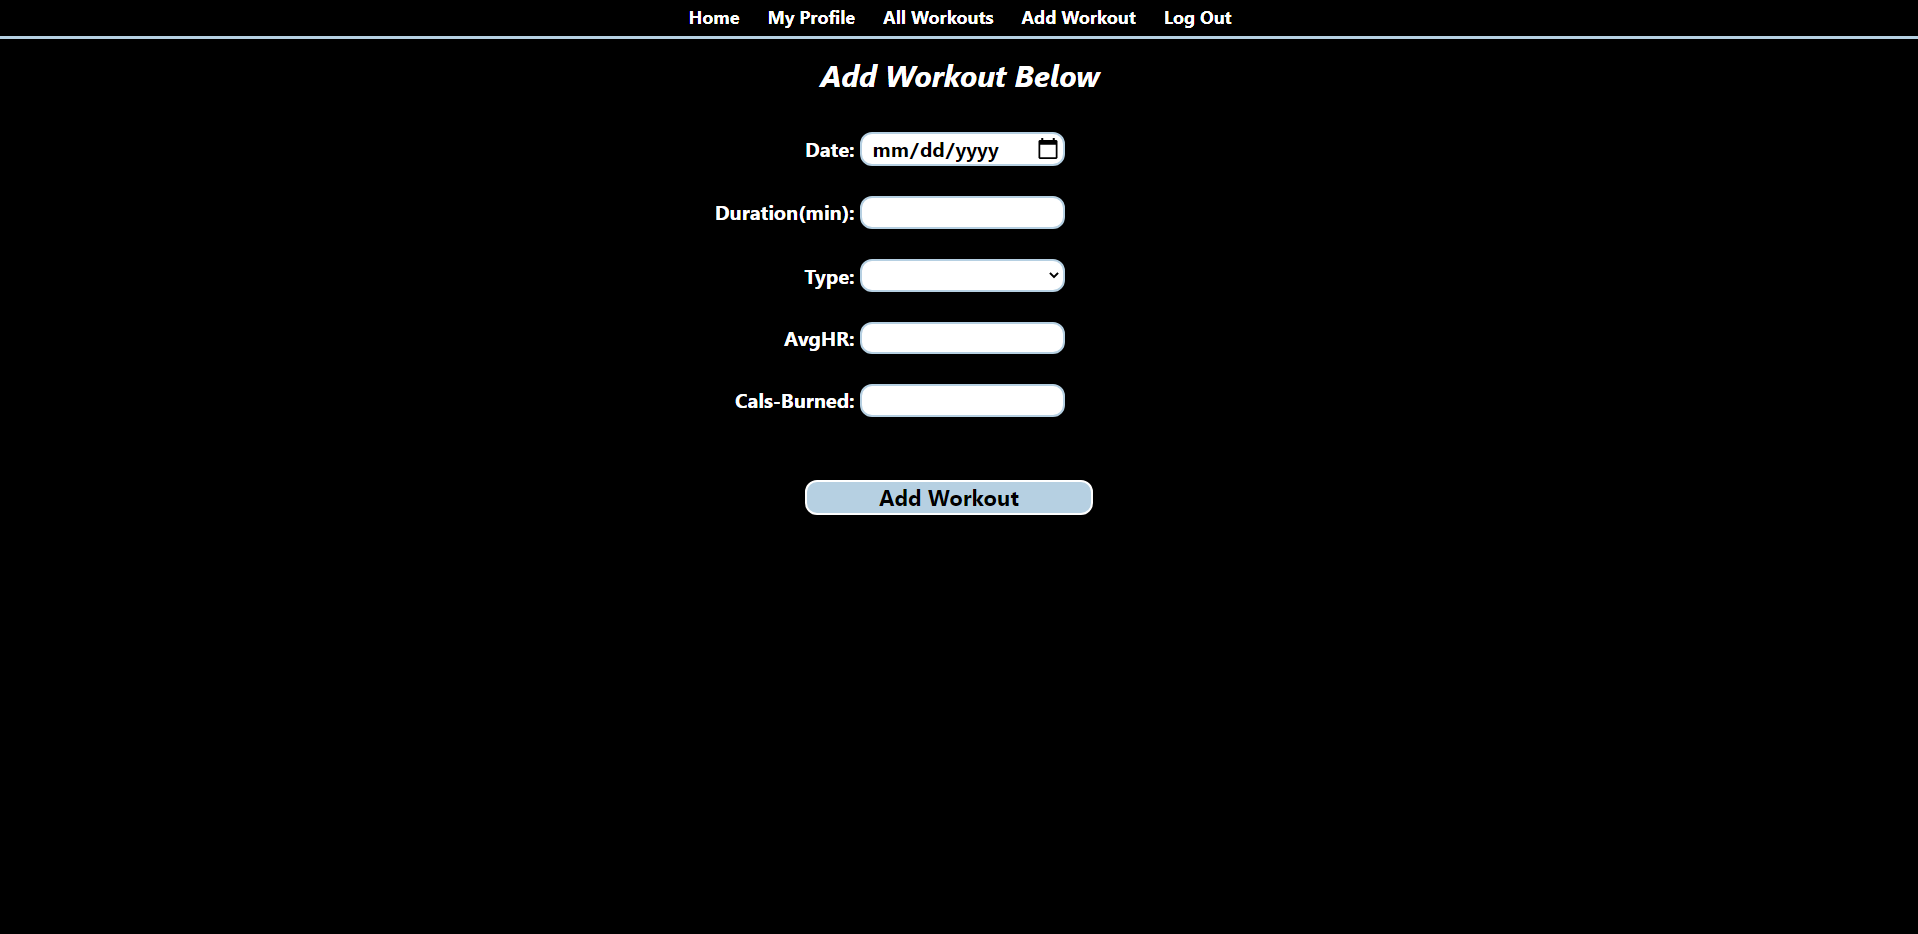 Home My Profile All Workouts Add Workout Log Out
Add Workout Below
Date: mm/dd/yyyy
Duration(min):
Type:
AvgHR:
Cals-Burned:
Add Workout